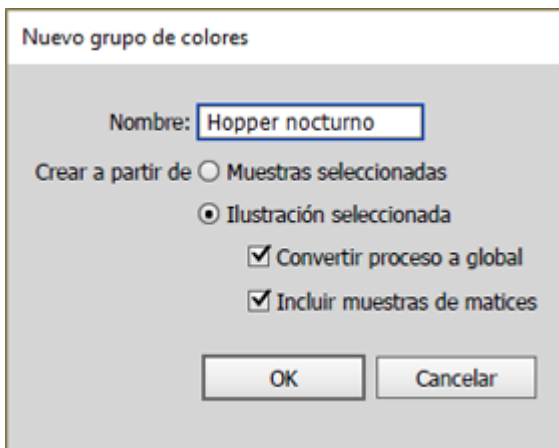 Nuevo grupo de colores
Nombre: Hopper nocturno
Crear a partir de Muestras seleccionadas
Ilustración seleccionada
Convertir proceso a global
Incluir muestras de matices
OK Cancelar